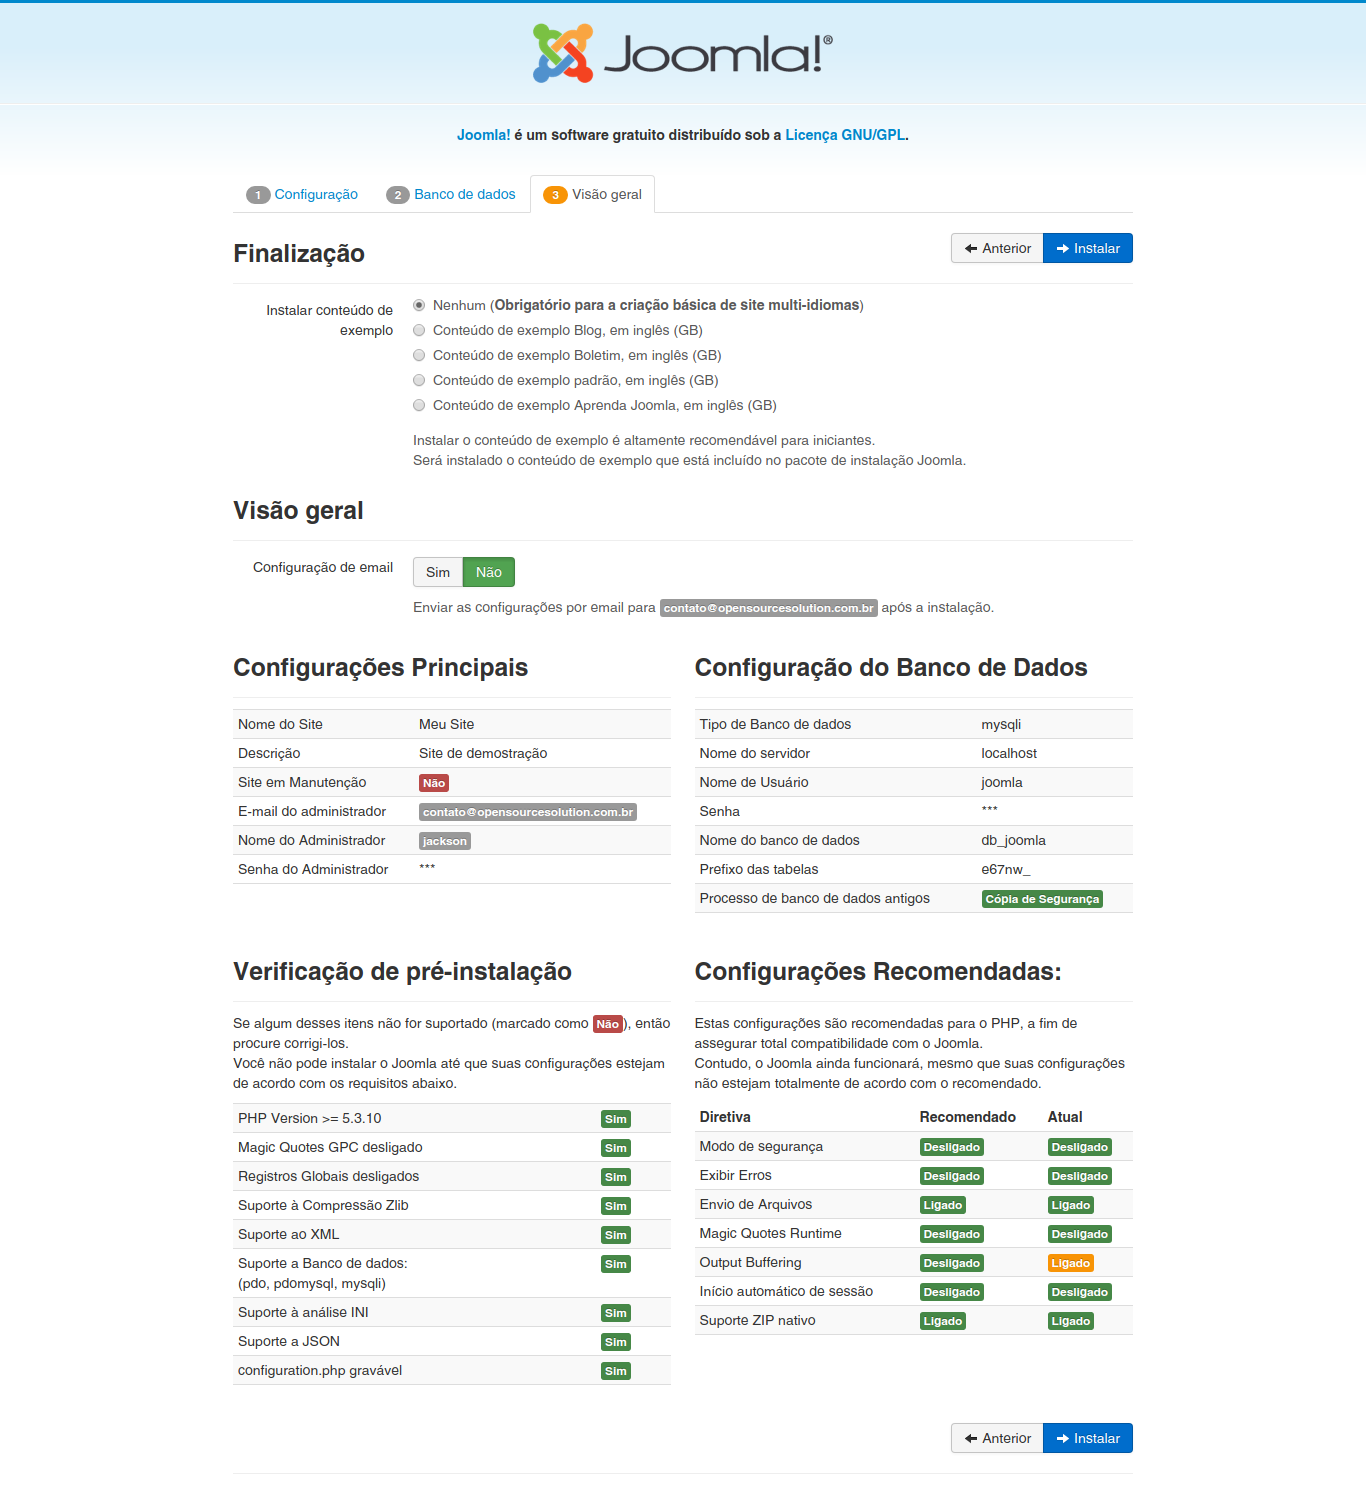 Joomla!®
Joomla! é um software gratuito distribuído sob a Licença GNU/GPL.
1 Configuração
2 Banco de dados
3 Visão geral
Finalização
Anterior
Instalar
Instalar conteúdo de
exemplo
Nenhum (Obrigatório para a criação básica de site multi-idiomas)
Conteúdo de exemplo Blog, em inglês (GB)
Conteúdo de exemplo Boletim, em inglês (GB)
Conteúdo de exemplo padrão, em inglês (GB)
Conteúdo de exemplo Aprenda Joomla, em inglês (GB)
Instalar o conteúdo de exemplo é altamente recomendável para iniciantes.
Será instalado o conteúdo de exemplo que está incluído no pacote de instalação Joomla.
Visão geral
Configuração de email
Sim
Não
Enviar as configurações por email para contato@opensourcesolution.com.br após a instalação.
Configurações Principais
Nome do Site Meu Site
Descrição Site de demostração
Site em Manutenção Não
E-mail do administrador contato@opensourcesolution.com.br
Nome do Administrador jackson
Senha do Administrador ***
Configuração do Banco de Dados
Tipo de Banco de dados mysqli
Nome do servidor localhost
Nome de Usuário joomla
Senha ***
Nome do banco de dados db_joomla
Prefixo das tabelas e67nw_
Processo de banco de dados antigos Cópia de Segurança
Verificação de pré-instalação
Se algum desses itens não for suportado (marcado como Não), então
procure corrigi-los.
Você não pode instalar o Joomla até que suas configurações estejam
de acordo com os requisitos abaixo.
PHP Version >= 5.3.10 Sim
Magic Quotes GPC desligado Sim
Registros Globais desligados Sim
Suporte à Compressão Zlib Sim
Suporte ao XML Sim
Suporte a Banco de dados: Sim
(pdo, pdomysql, mysqli)
Suporte à análise INI Sim
Suporte a JSON Sim
configuration.php gravável Sim
Configurações Recomendadas:
Estas configurações são recomendadas para o PHP, a fim de
assegurar total compatibilidade com o Joomla.
Contudo, o Joomla ainda funcionará, mesmo que suas configurações
não estejam totalmente de acordo com o recomendado.
Diretiva Recomendado Atual
Modo de segurança Desligado Desligado
Exibir Erros Desligado Desligado
Envio de Arquivos Ligado Ligado
Magic Quotes Runtime Desligado Desligado
Output Buffering Desligado Ligado
Início automático de sessão Desligado Desligado
Suporte ZIP nativo Ligado Ligado
Anterior
Instalar